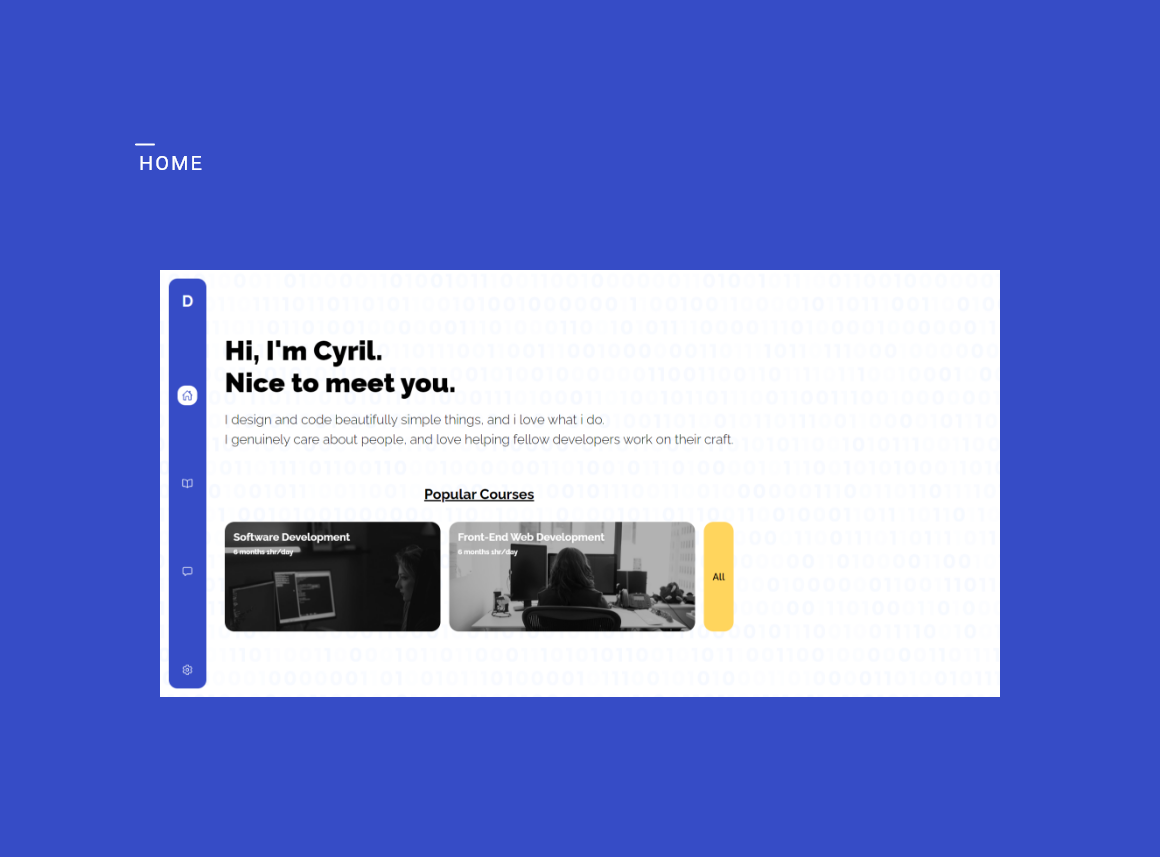 HOME
D
Hi, I'm Cyril.
Nice to meet you.
I design and code beautifully simple things, and i love what i do.
I genuinely care about people, and love helping fellow developers work on their craft.
Popular Courses
Software Development
6 months 1hr/day
Front-End Web Development
6 months 1hr/day
All